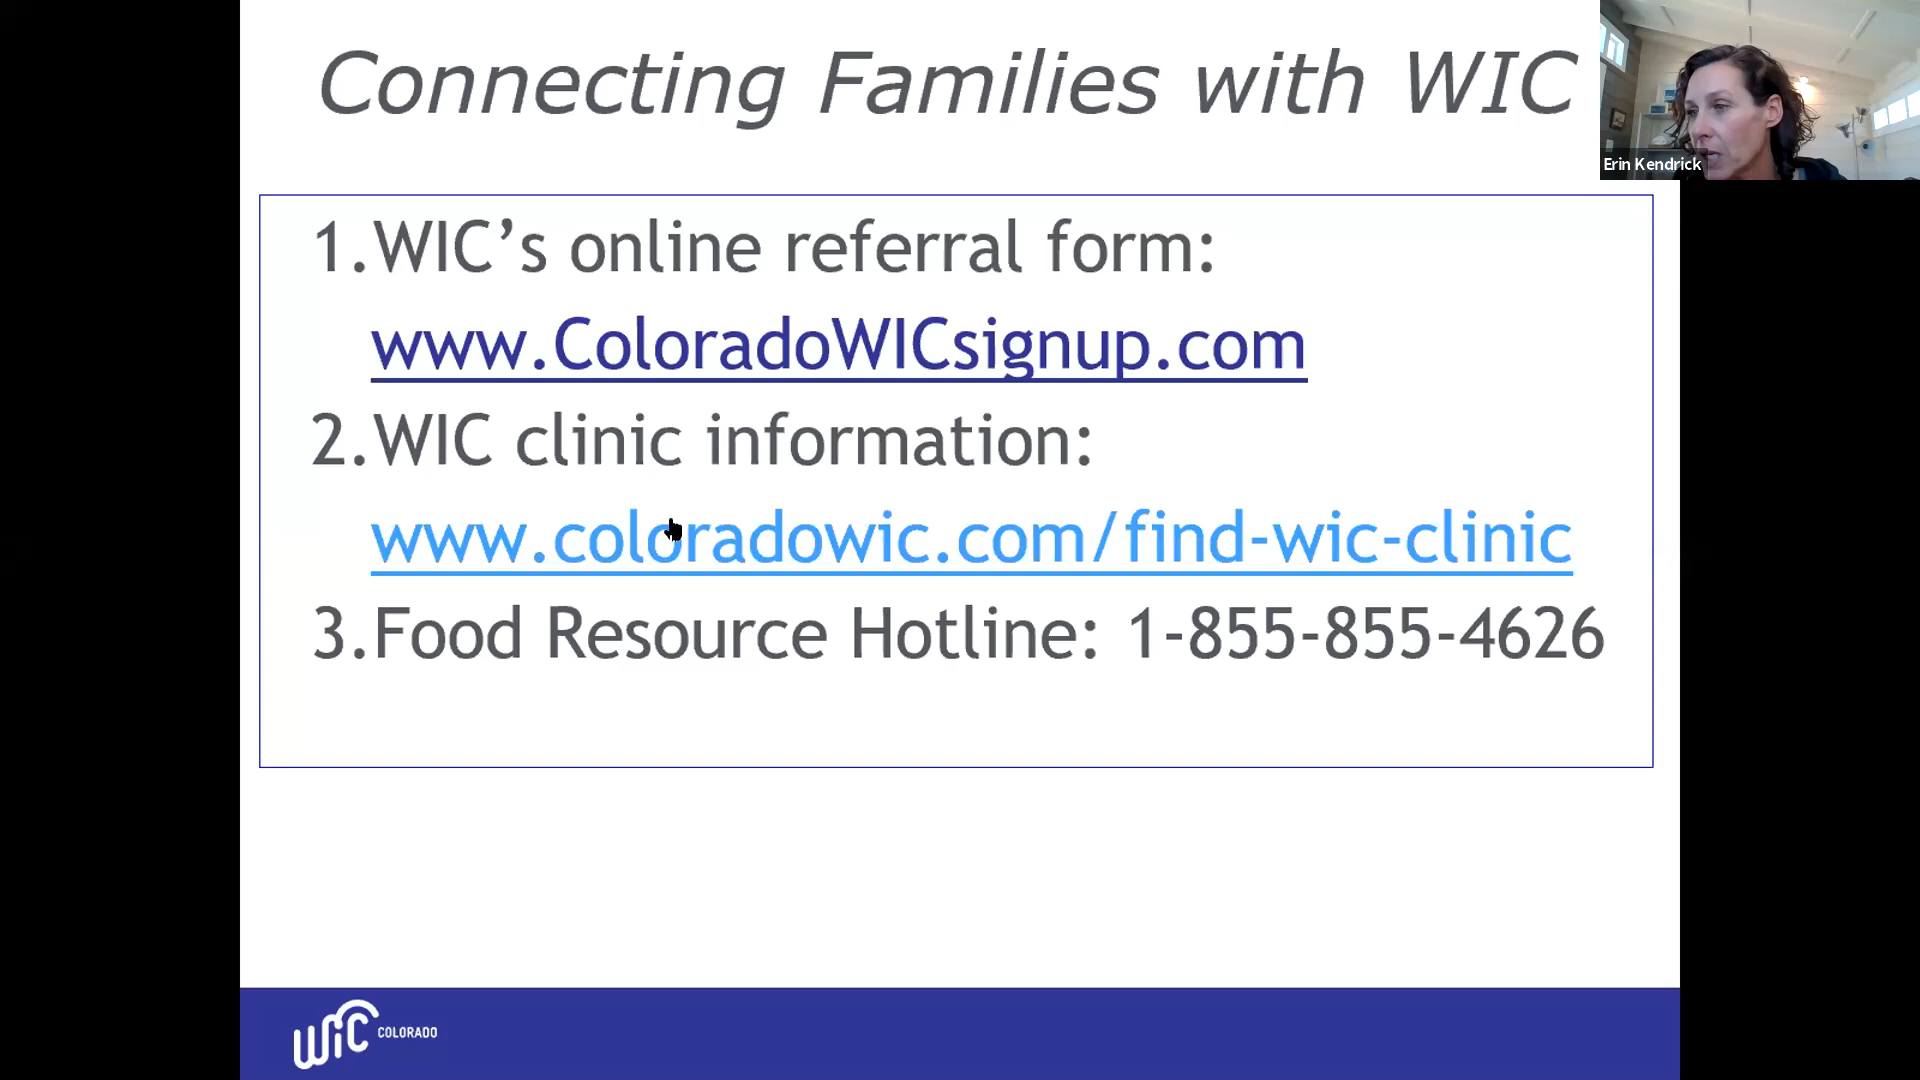 Connecting Families with WIC
Erin Kendrick
1.WIC’s online referral form:
www.ColoradoWICsignup.com
2.WIC clinic information:
www.coloradowic.com/find-wic-clinic
3.Food Resource Hotline: 1-855-855-4626
WiC COLORADO